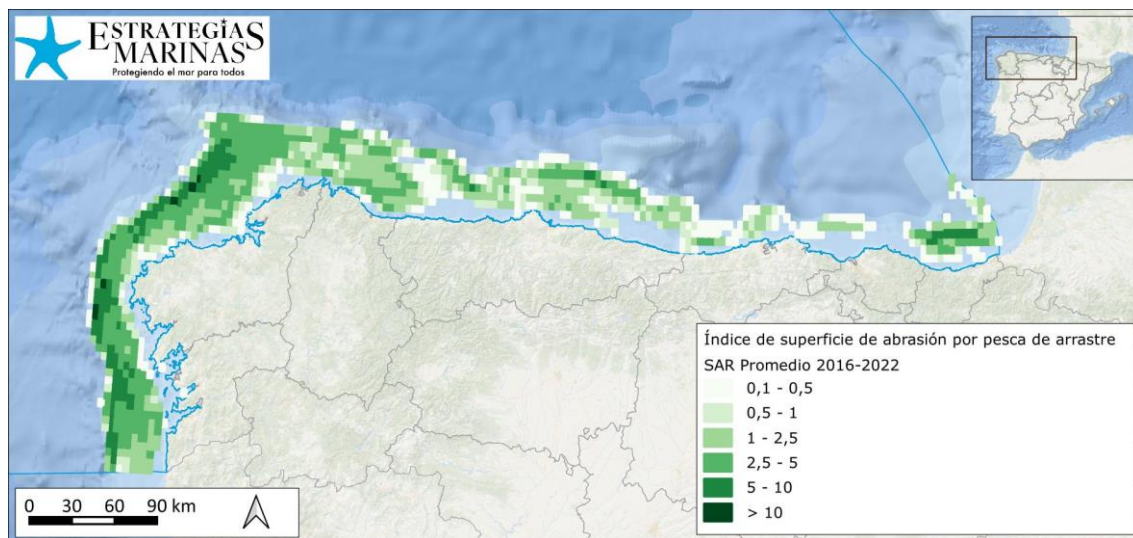 ESTRATEGIAS
MARINAS
Protegiendo el mar para todos
Índice de superficie de abrasión por pesca de arrastre
SAR Promedio 2016-2022
0,1 - 0,5
0,5 - 1
1 - 2,5
2,5 - 5
5 - 10
> 10
0 30 60 90 km